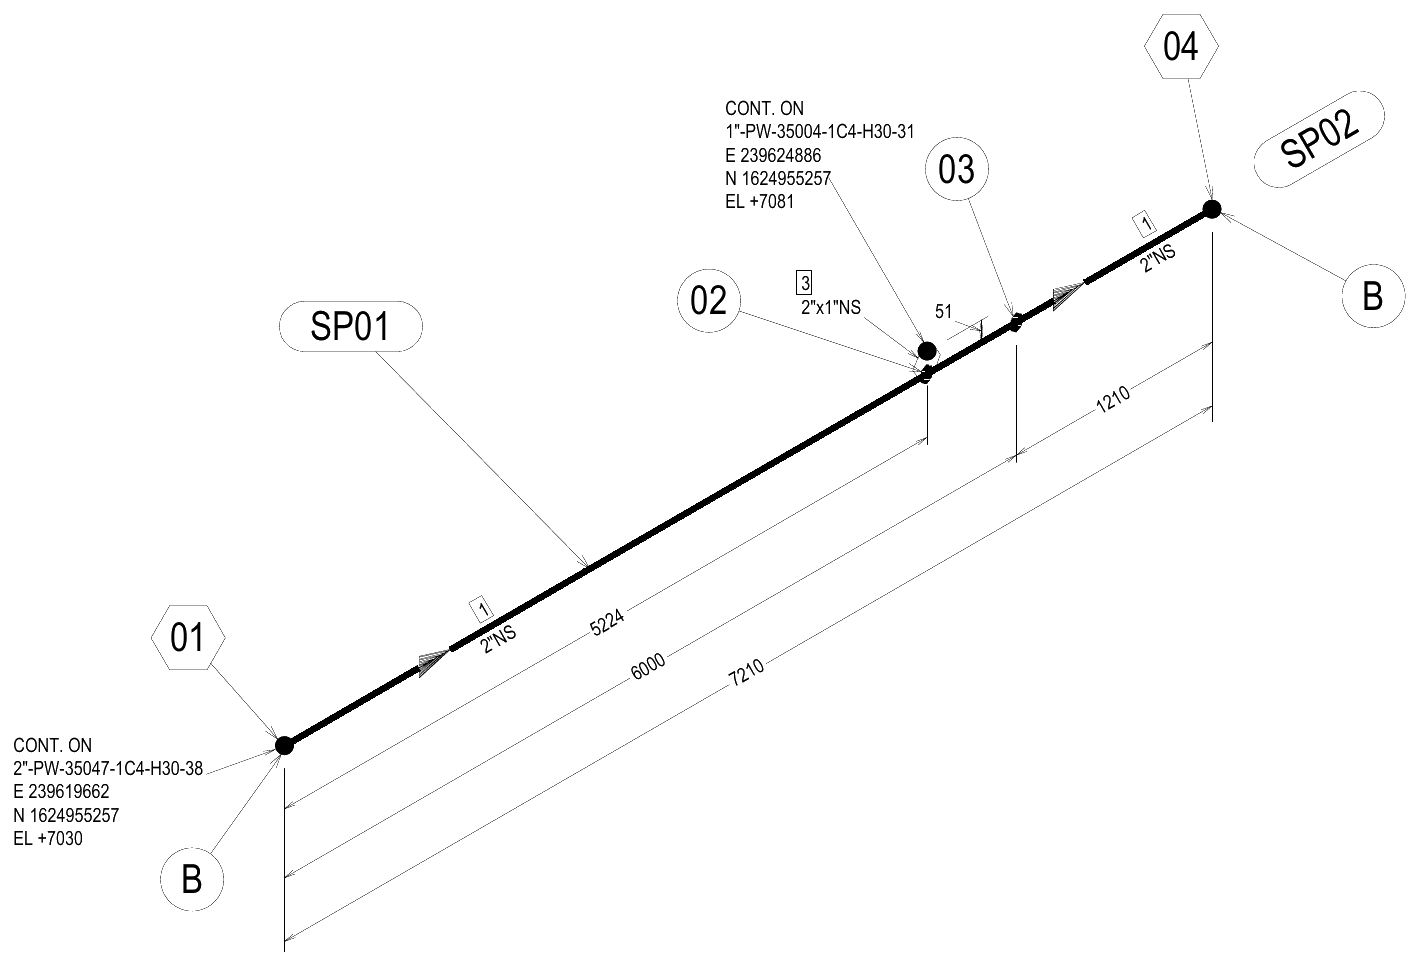 04
SP02
CONT. ON
1"-PW-35004-1C4-H30-31
E 239624886
N 1624955257
EL +7081
03
1
2"NS
B
3
2"x1"NS
02
51
SP01
1210
5224
6000
7210
1
2"NS
01
CONT. ON
2"-PW-35047-1C4-H30-38
E 239619662
N 1624955257
EL +7030
B